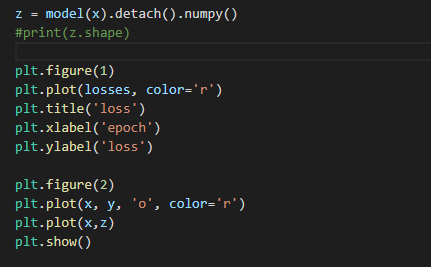 z = model(x).detach().numpy()
#print(z.shape)
plt.figure(1)
plt.plot(losses, color='r')
plt.title('loss')
plt.xlabel('epoch')
plt.ylabel('loss')
plt.figure(2)
plt.plot(x, y, 'o', color='r')
plt.plot(x,z)
plt.show()